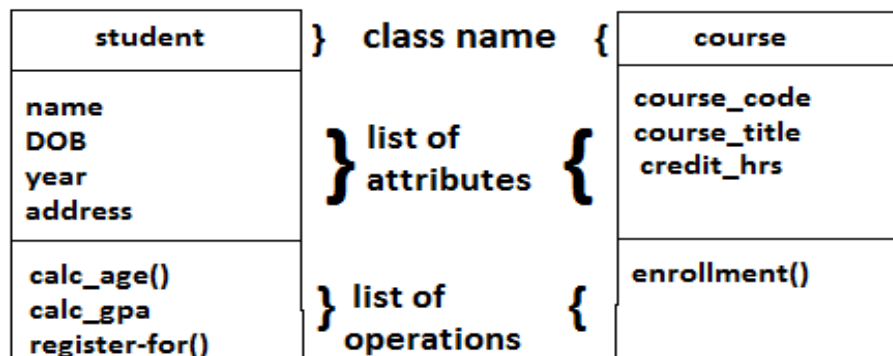 student } class name { course
name
DOB
year
address
} list of
attributes {
course_code
course_title
credit_hrs
calc_age()
calc_gpa
register-for()
} list of
operations {
enrollment()